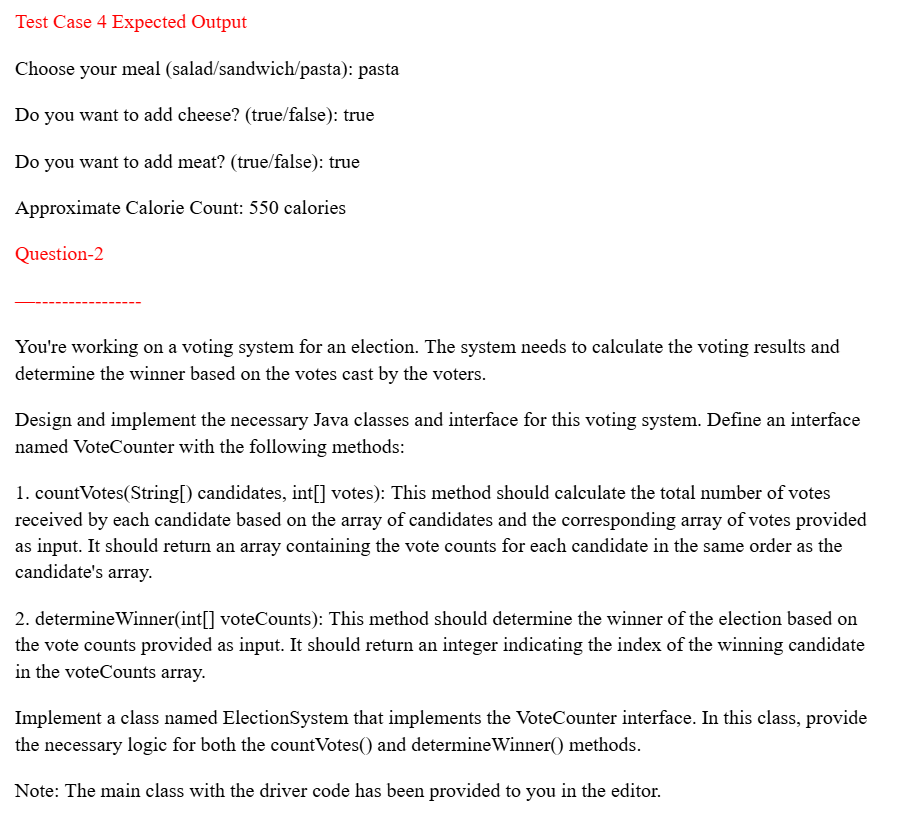 Test Case 4 Expected Output
Choose your meal (salad/sandwich/pasta): pasta
Do you want to add cheese? (true/false): true
Do you want to add meat? (true/false): true
Approximate Calorie Count: 550 calories
Question-2
—----------------
You're working on a voting system for an election. The system needs to calculate the voting results and
determine the winner based on the votes cast by the voters.
Design and implement the necessary Java classes and interface for this voting system. Define an interface
named VoteCounter with the following methods:
1. countVotes(String[) candidates, int[] votes): This method should calculate the total number of votes
received by each candidate based on the array of candidates and the corresponding array of votes provided
as input. It should return an array containing the vote counts for each candidate in the same order as the
candidate's array.
2. determineWinner(int[] voteCounts): This method should determine the winner of the election based on
the vote counts provided as input. It should return an integer indicating the index of the winning candidate
in the voteCounts array.
Implement a class named ElectionSystem that implements the VoteCounter interface. In this class, provide
the necessary logic for both the countVotes() and determineWinner() methods.
Note: The main class with the driver code has been provided to you in the editor.